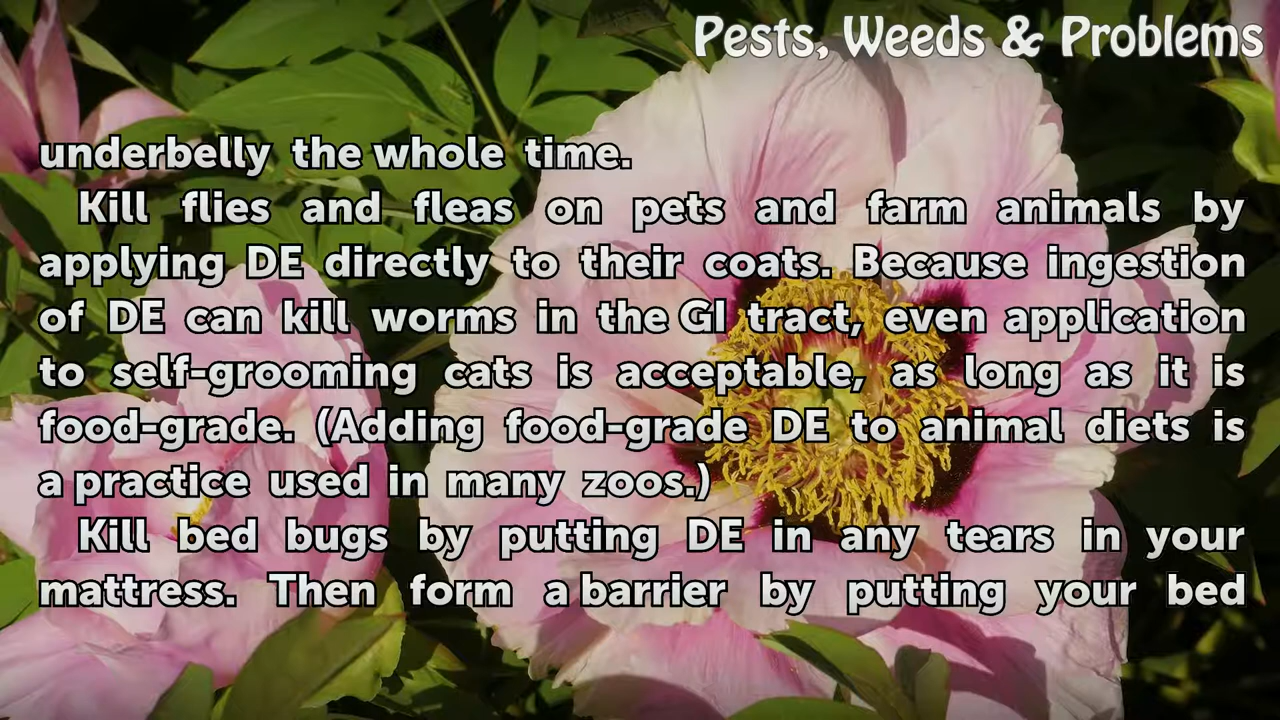 Pests, Weeds & Problems
underbelly the whole time.
Kill flies and fleas on pets and farm animals by
applying DE directly to their coats. Because ingestion
of DE can kill worms in the GI tract, even application
to self-grooming cats is acceptable, as long as it is
food-grade. (Adding food-grade DE to animal diets is
a practice used in many zoos.)
Kill bed bugs by putting DE in any tears in your
mattress. Then form a barrier by putting your bed